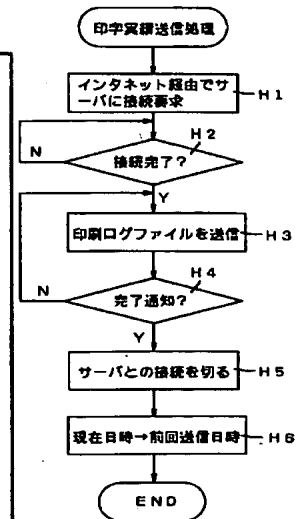 印字実績送信処理
インタネット経由でサ
ーバに接続要求
H1
H2
接続完了?
N
Y
印刷ログファイルを送信
H3
H4
完了通知?
N
Y
サーバとの接続を切る
H5
現在日時→前回送信日時
H6
END